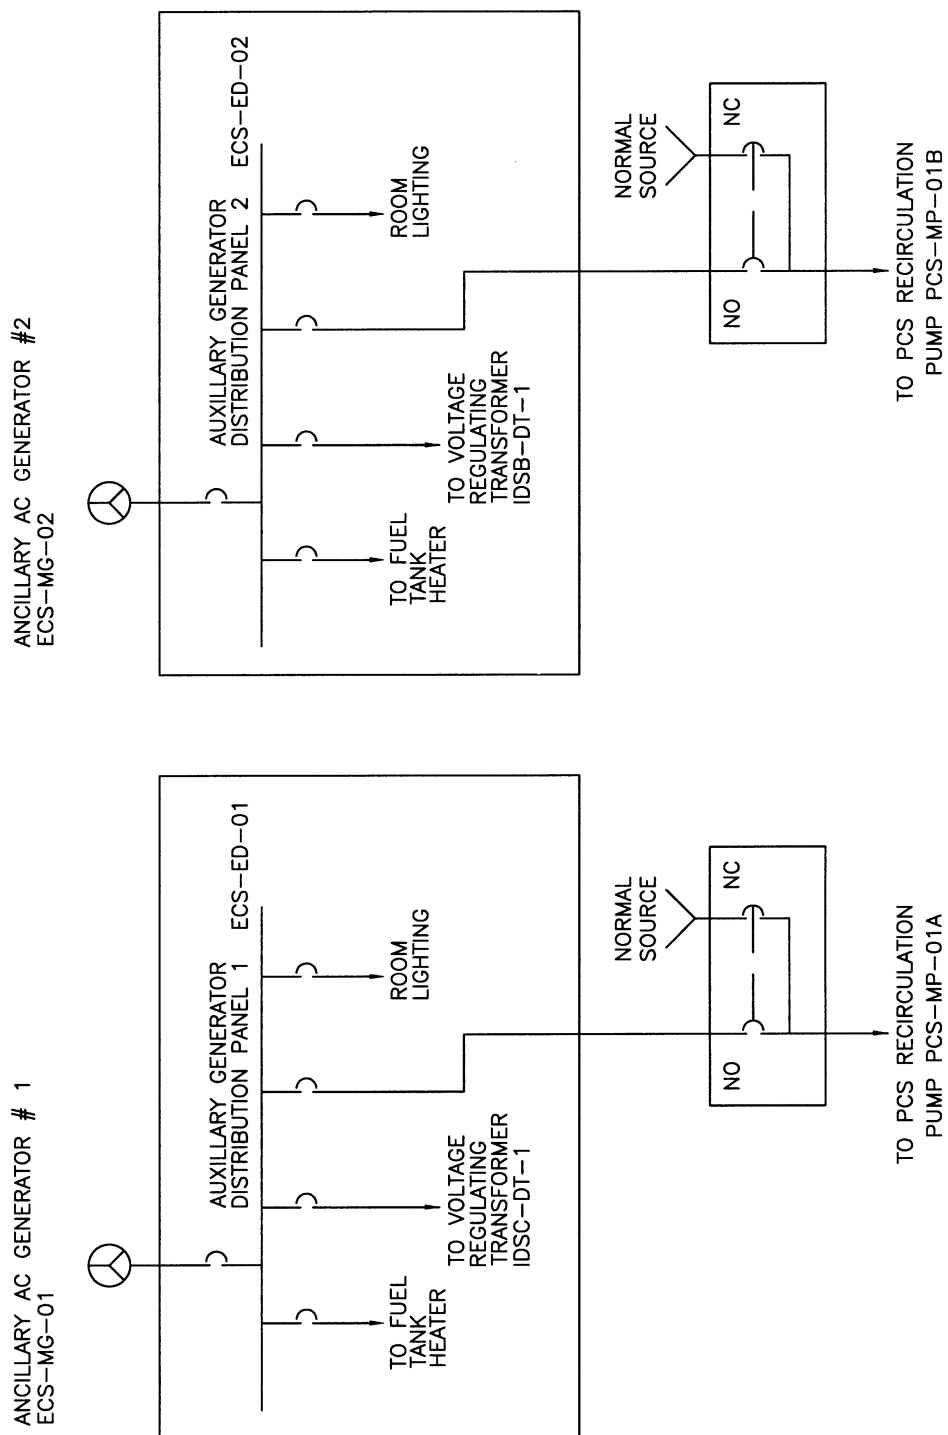 ANCILLARY AC GENERATOR # 1
ECS-MG-01
AUXILLARY GENERATOR
DISTRIBUTION PANEL 1 ECS-ED-01
TO FUEL
TANK
HEATER
TO VOLTAGE
REGULATING
TRANSFORMER
IDSC-DT-1
ROOM
LIGHTING
NORMAL
SOURCE
NO
NC
TO PCS RECIRCULATION
PUMP PCS-MP-01A
ANCILLARY AC GENERATOR #2
ECS-MG-02
AUXILLARY GENERATOR
DISTRIBUTION PANEL 2 ECS-ED-02
TO FUEL
TANK
HEATER
TO VOLTAGE
REGULATING
TRANSFORMER
IDSB-DT-1
ROOM
LIGHTING
NORMAL
SOURCE
NO
NC
TO PCS RECIRCULATION
PUMP PCS-MP-01B